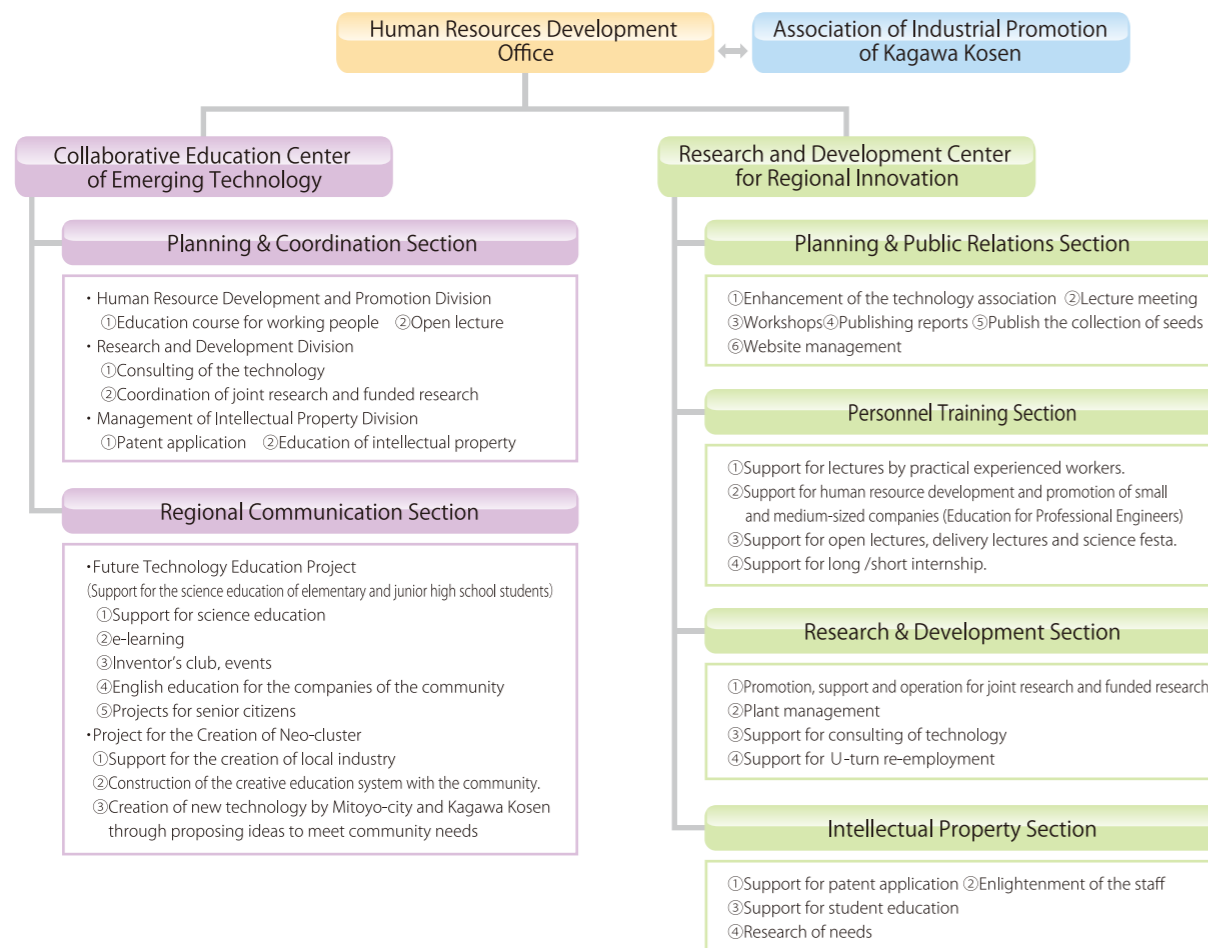 Human Resources Development
Office
Association of Industrial Promotion
of Kagawa Kosen
Collaborative Education Center
of Emerging Technology
Planning & Coordination Section
・Human Resource Development and Promotion Division
①Education course for working people ②Open lecture
・Research and Development Division
①Consulting of the technology
②Coordination of joint research and funded research
・Management of Intellectual Property Division
①Patent application ②Education of intellectual property
Regional Communication Section
・Future Technology Education Project
(Support for the science education of elementary and junior high school students)
①Support for science education
②e-learning
③Inventor's club, events
④English education for the companies of the community
⑤Projects for senior citizens
・Project for the Creation of Neo-cluster
①Support for the creation of local industry
②Construction of the creative education system with the community.
③Creation of new technology by Mitoyo-city and Kagawa Kosen
through proposing ideas to meet community needs
Research and Development Center
for Regional Innovation
Planning & Public Relations Section
①Enhancement of the technology association ②Lecture meeting
③Workshops④Publishing reports ⑤Publish the collection of seeds
⑥Website management
Personnel Training Section
①Support for lectures by practical experienced workers.
②Support for human resource development and promotion of small
and medium-sized companies (Education for Professional Engineers)
③Support for open lectures, delivery lectures and science festa.
④Support for long /short internship.
Research & Development Section
①Promotion, support and operation for joint research and funded research
②Plant management
③Support for consulting of technology
④Support for U-turn re-employment
Intellectual Property Section
①Support for patent application ②Enlightenment of the staff
③Support for student education
④Research of needs